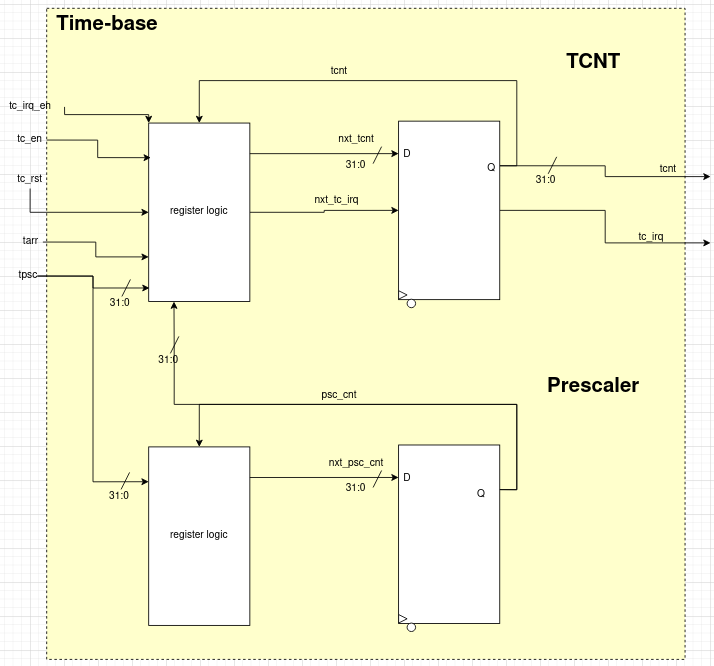 Time-base
TCNT
tcnt
tc_irq_eh
tc_en
nxt_tcnt
D
31:0
Q
tcnt
31:0
tc_rst
nxt_tc_irq
register logic
tarr
tc_irq
tpsc
31:0
31:0
Prescaler
psc_cnt
nxt_psc_cnt
D
31:0
Q
31:0
register logic